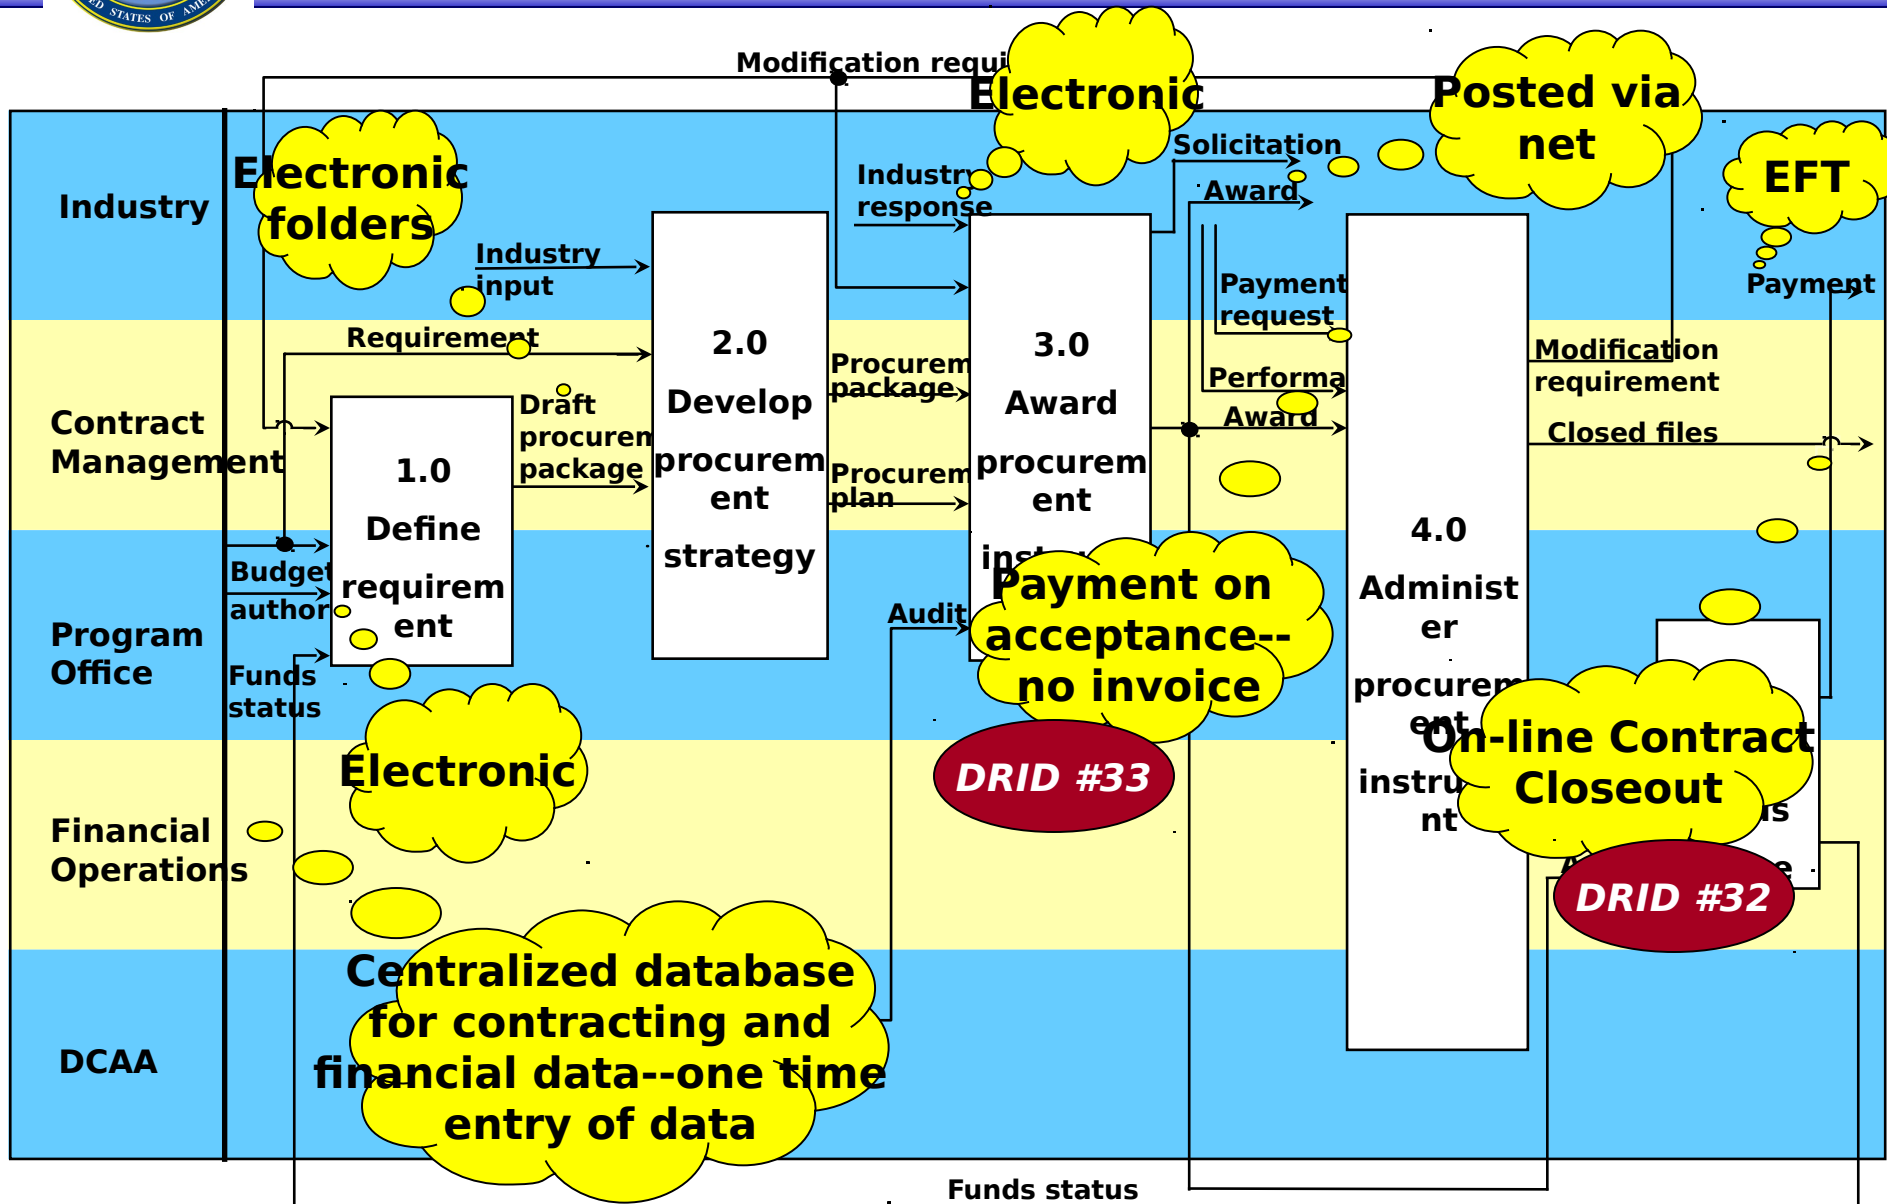 STATES OF
Modification requi
Electronic
Posted via
net
Solicitation
Industry
response
Award
EFT
Electronic
folders
Industry
Industry
input
Payment
request
Payment
Requirement
2.0
Develop
procurem
ent
strategy
Procurem
package
Procurem
plan
3.0
Award
procurem
ent
Performa
Award
Modification
requirement
Closed files
Contract
Management
Draft
procurem
package
1.0
Define
requirem
ent
Budget
author
Funds
status
Program
Office
Audit
Payment on
acceptance--
no invoice
4.0
Administ
er
procurem
ent
instru
nt
On-line Contract
Closeout
DRID #33
Electronic
Financial
Operations
DRID #32
Centralized database
for contracting and
financial data--one time
entry of data
DCAA
Funds status